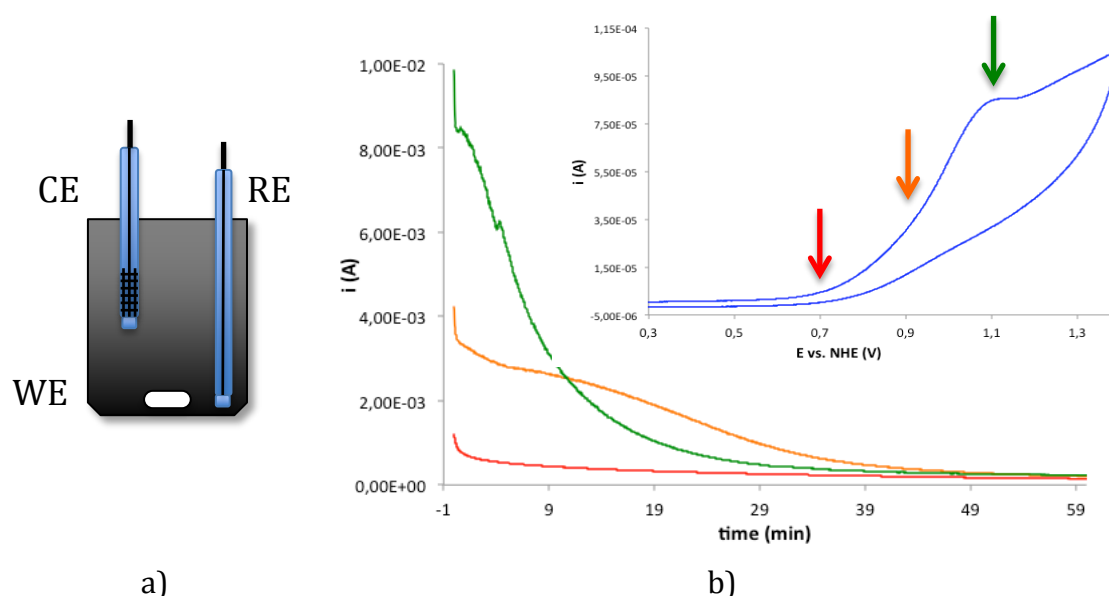 CE
RE
WE
a)
1,00E-02
8,00E-03
6,00E-03
4,00E-03
2,00E-03
0,00E+00
i (A)
-1
9
19
29
39
49
59
time (min)
1,15E-04
9,50E-05
7,50E-05
5,50E-05
3,50E-05
1,50E-05
-5,00E-06
i (A)
0,3
0,5
0,7
0,9
1,1
1,3
E vs. NHE (V)
b)